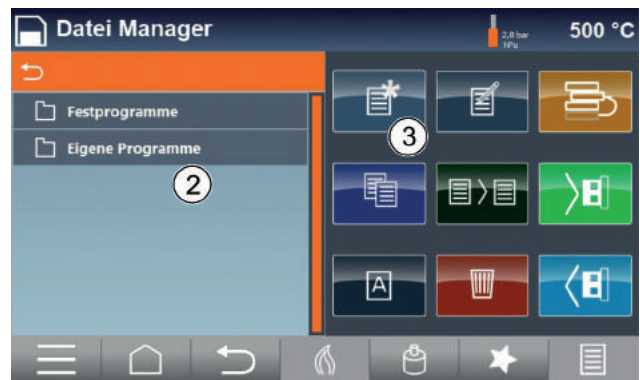 Datei Manager
2,8 bar
hPa
500 °C
Festprogramme
Eigene Programme
2
3
A